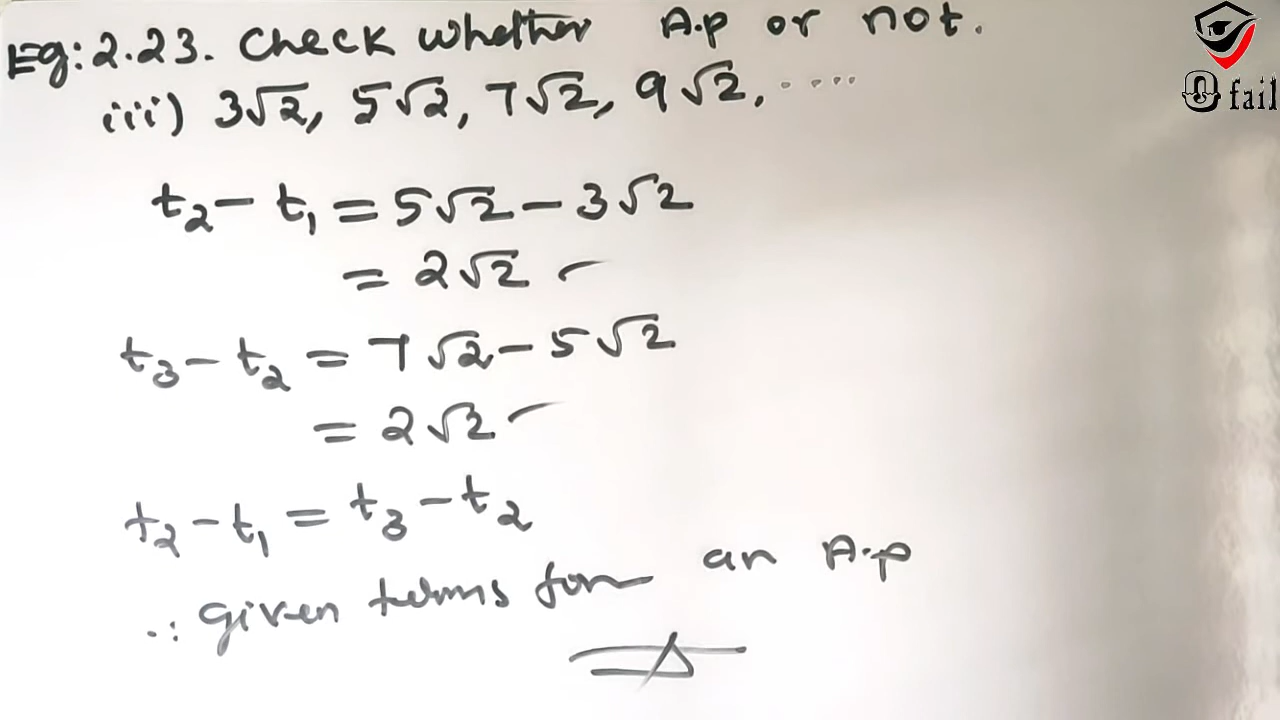 Eg: 2.23. Check whether A.p or not.
iii) 3√2, 5√2, 7√2, 9√2, ....
t₂ - t₁ = 5√2 - 3√2
= 2√2
t₃ - t₂ = 7√2 - 5√2
= 2√2
t₂ - t₁ = t₃ - t₂
∴ given terms form an A.p
0 fail